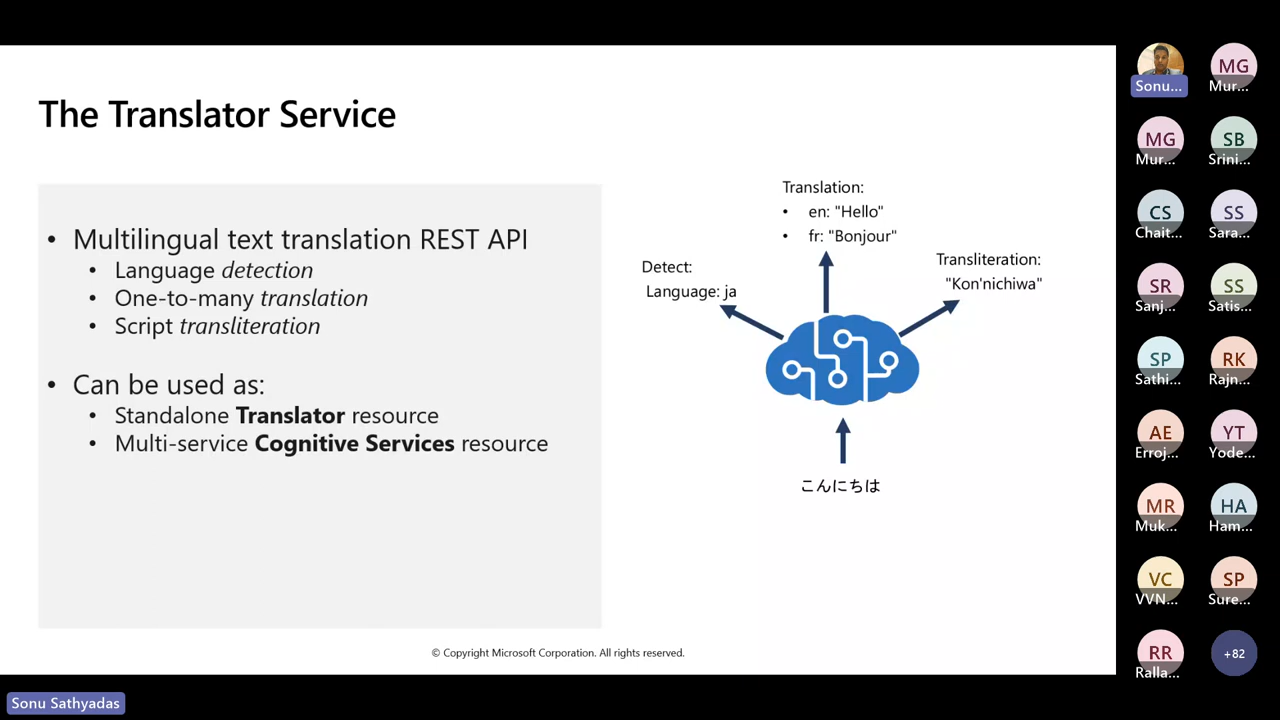 The Translator Service
• Multilingual text translation REST API
• Language detection
• One-to-many translation
• Script transliteration
• Can be used as:
• Standalone Translator resource
• Multi-service Cognitive Services resource
Translation:
• en: "Hello"
• fr: "Bonjour"
Detect:
Language: ja
Transliteration:
"Kon'nichiwa"
こんにちは
© Copyright Microsoft Corporation. All rights reserved.
Sonu...
MG
Mur...
MG
Mur...
SB
Srini...
CS
Chait...
SS
Sara...
SR
Sanj...
SS
Satis...
SP
Sathi...
RK
Rajn...
AE
Erroj...
YT
Yode...
MR
Muk...
HA
Ham...
VC
VVN...
SP
Sure...
RR
Ralla...
+82
Sonu Sathyadas